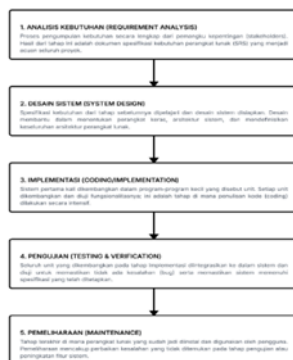 1. ANALISIS KEBUTUHAN (REQUIREMENT ANALYSIS)
Proses pengumpulan kebutuhan secara lengkap dari pemangku kepentingan (stakeholders).
Hasil dari tahap ini adalah dokumen spesifikasi kebutuhan perangkat lunak (SRS) yang menjadi
acuan seluruh proyek.
2. DESAIN SISTEM (SYSTEM DESIGN)
Spesifikasi kebutuhan dari tahap sebelumnya dipelajari dan desain sistem disiapkan. Desain
membantu dalam menentukan perangkat keras, arsitektur sistem, dan mendefinisikan
keseluruhan arsitektur perangkat lunak.
3. IMPLEMENTASI (CODING/IMPLEMENTATION)
Sistem pertama kali dikembangkan dalam program-program kecil yang disebut unit. Setiap unit
dikembangkan dan diuji fungsionalitasnya; ini adalah tahap di mana penulisan kode (coding)
dilakukan secara intensif.
4. PENGUJIAN (TESTING & VERIFICATION)
Seluruh unit yang dikembangkan pada tahap implementasi diintegrasikan ke dalam sistem dan
diuji untuk memastikan tidak ada kesalahan (bug) serta memastikan sistem memenuhi
spesifikasi yang telah ditetapkan.
5. PEMELIHARAAN (MAINTENANCE)
Tahap terakhir di mana perangkat lunak yang sudah jadi diinstal dan digunakan oleh pengguna.
Pemeliharaan mencakup perbaikan kesalahan yang tidak ditemukan pada tahap pengujian atau
peningkatan fitur sistem.